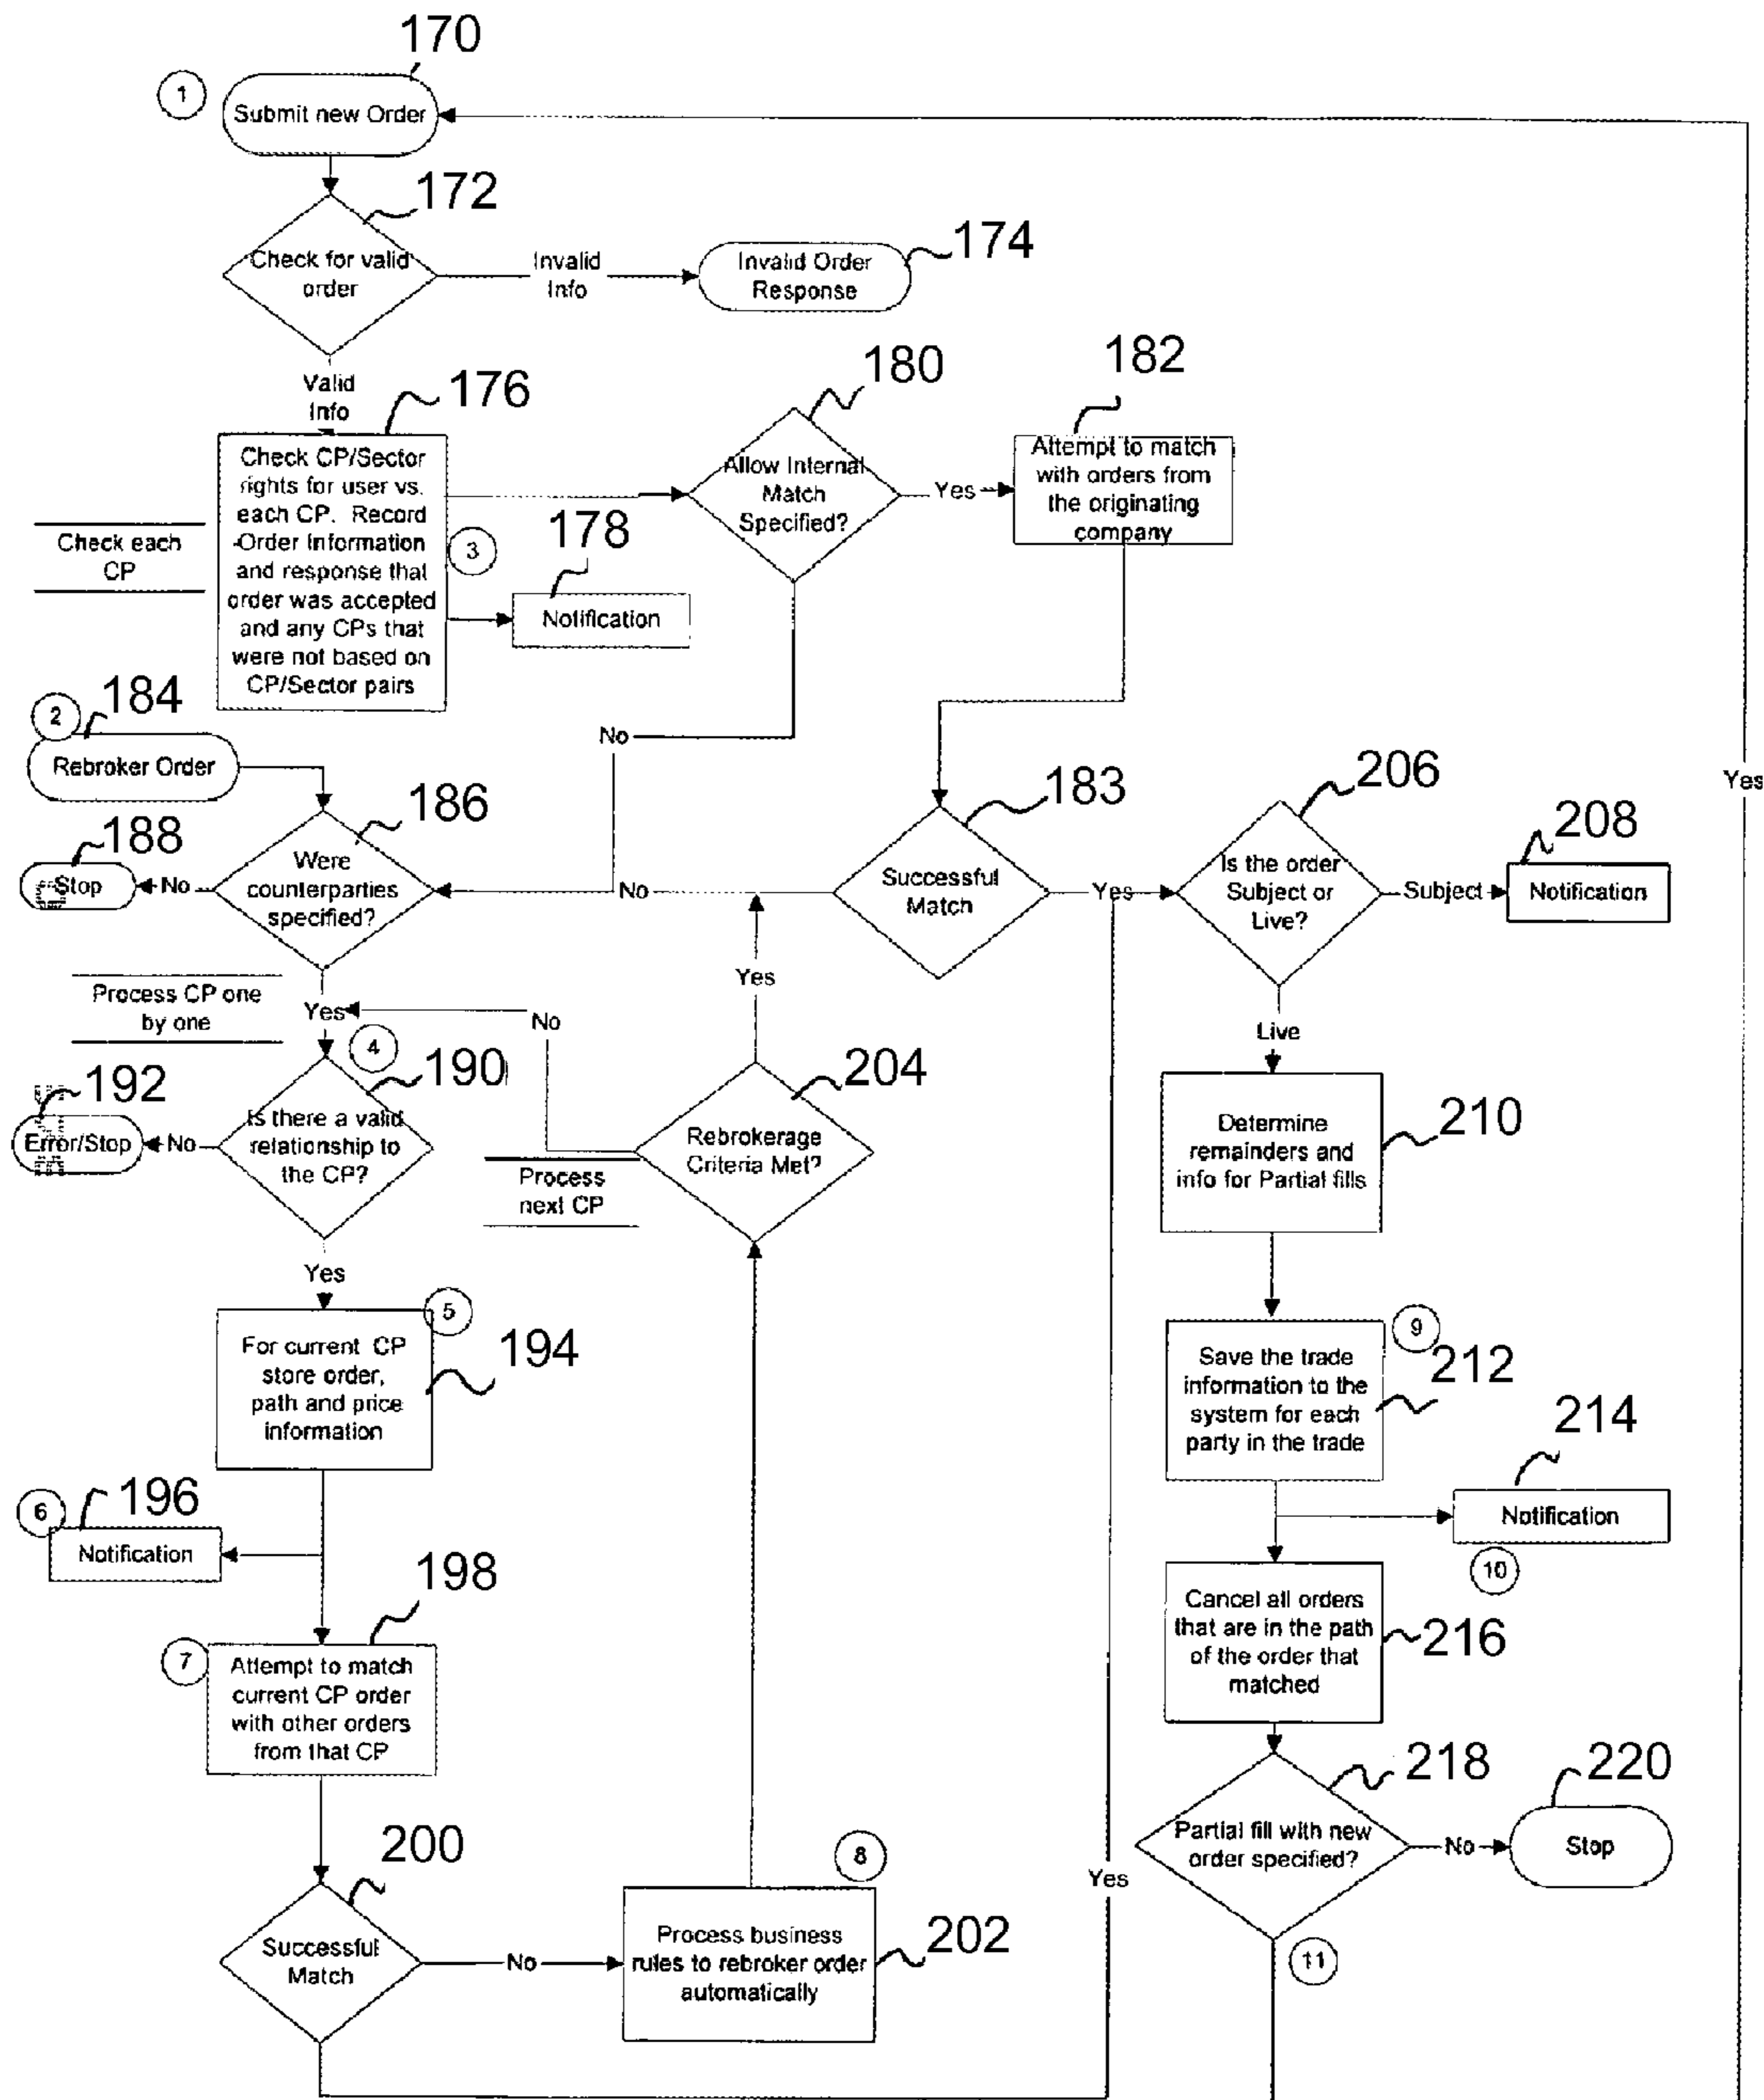 170
1
Submit new Order
172
Check for valid
order
Invalid
Info
174
Invalid Order
Response
Valid
Info
176
Check CP/Sector
rights for user vs.
each CP. Record
Order Information
and response that
order was accepted
and any CPs that
were not based on
CP/Sector pairs
Check each
CP
3
178
Notification
180
Allow Internal
Match
Specified?
Yes
182
Attempt to match
with orders from
the originating
company
No
2
184
Rebroker Order
186
Were
counterparties
specified?
188
Stop
No
No
183
Successful
Match
Yes
206
Is the order
Subject or
Live?
Subject
208
Notification
Yes
Process CP one
by one
Yes
No
Yes
Live
4
190
Is there a valid
relationship to
the CP?
192
Error/Stop
No
204
Rebrokerage
Criteria Met?
Process
next CP
210
Determine
remainders and
info for Partial fills
Yes
5
For current CP
store order,
path and price
information
194
9
Save the trade
information to the
system for each
party in the trade
212
214
Notification
10
6
196
Notification
198
7
Attempt to match
current CP order
with other orders
from that CP
Cancel all orders
that are in the path
of the order that
matched
216
218
Partial fill with new
order specified?
No
220
Stop
200
Successful
Match
No
8
Process business
rules to rebroker order
automatically
202
Yes
11